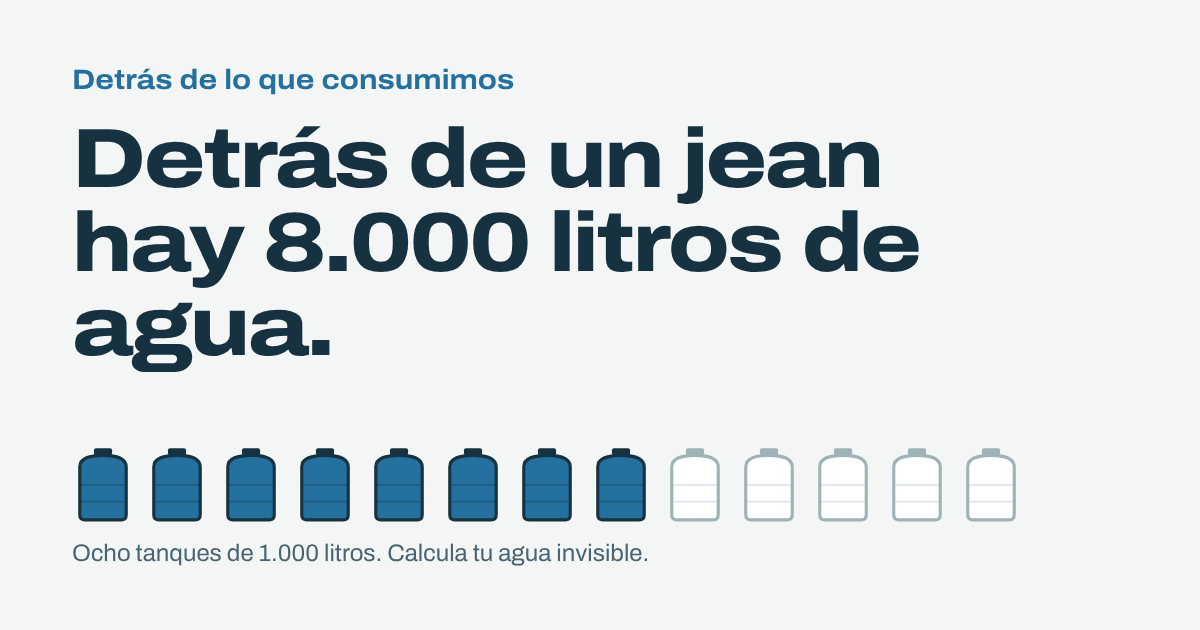 Detrás de lo que consumimos
Detrás de un jean
hay 8.000 litros de
agua.
Ocho tanques de 1.000 litros. Calcula tu agua invisible.